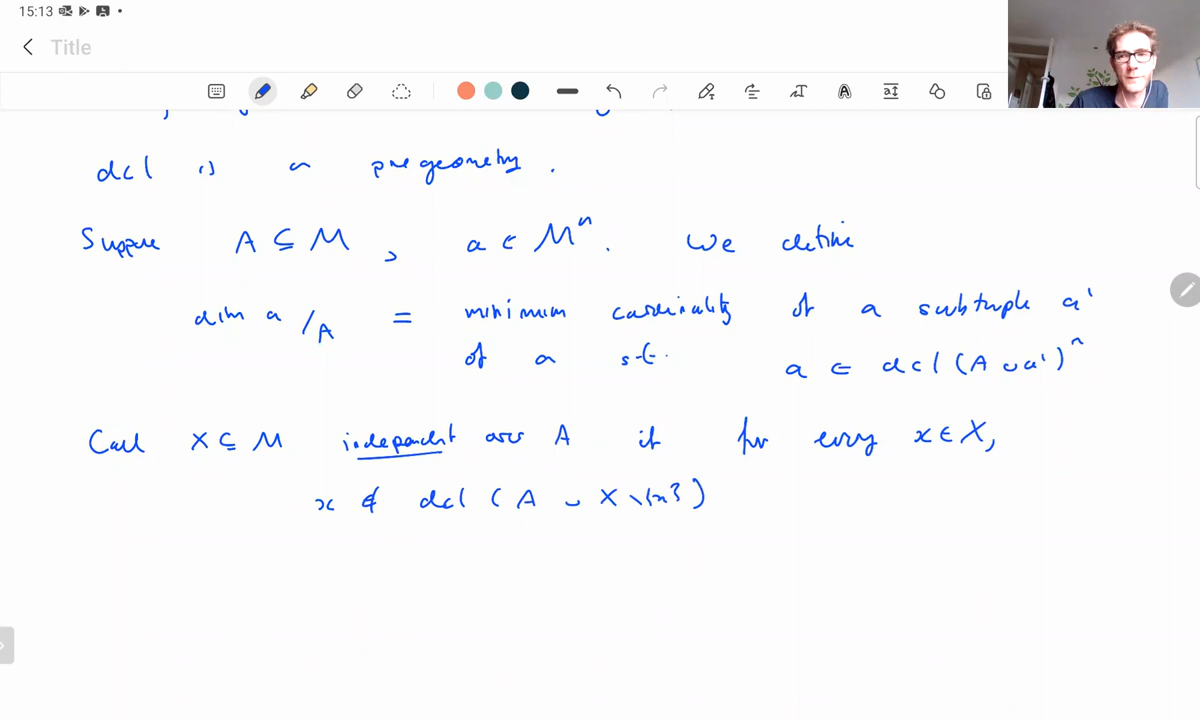 15:13
Title
dcl is a pregeometry.
Suppose A ⊆ M, a ∈ Mⁿ. We define
dim a/A = minimum cardinality of a subtuple a'
of a s.t. a ∈ dcl(A ∪ a')ⁿ
Call X ⊆ M independent over A if for every x ∈ X,
x ∉ dcl(A ∪ X \ {x})